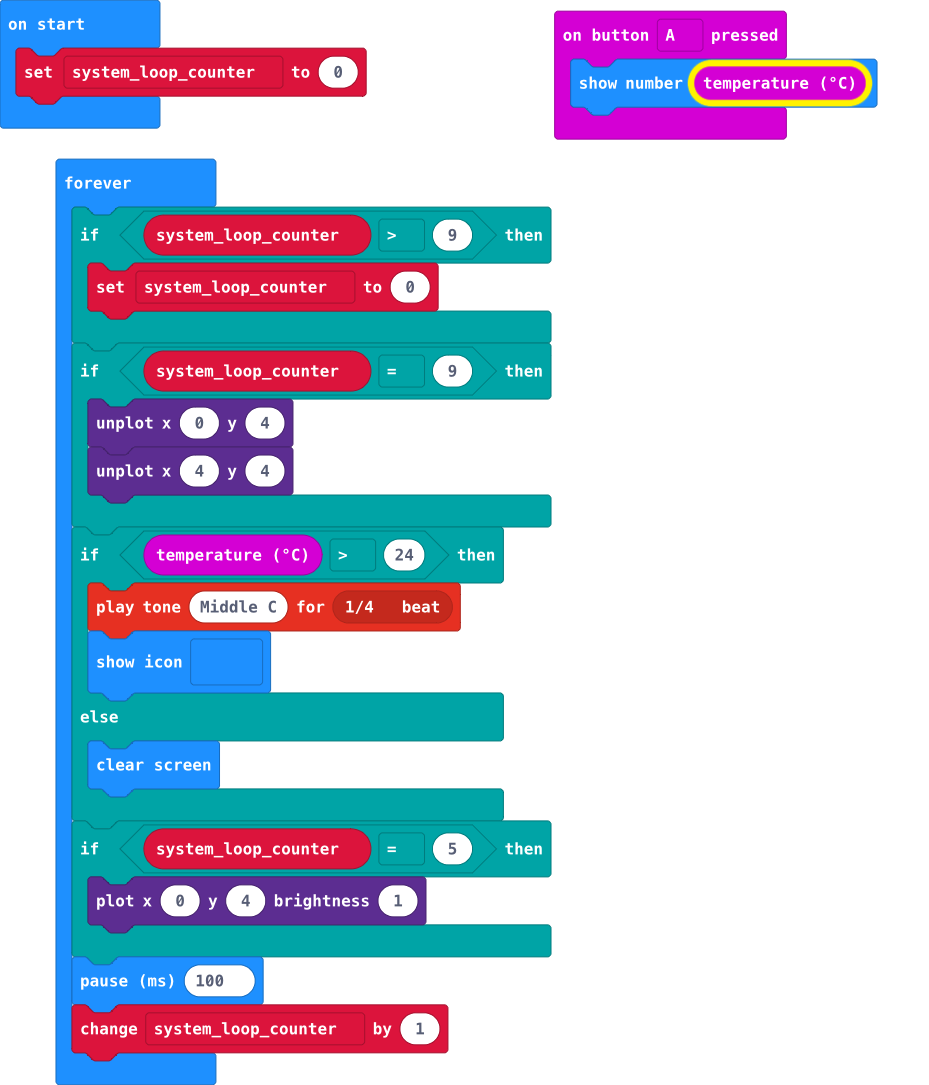 on start
set system_loop_counter to 0
on button A pressed
show number temperature (°C)
forever
if system_loop_counter > 9 then
set system_loop_counter to 0
if system_loop_counter = 9 then
unplot x 0 y 4
unplot x 4 y 4
if temperature (°C) > 24 then
play tone Middle C for 1/4 beat
show icon
else
clear screen
if system_loop_counter = 5 then
plot x 0 y 4 brightness 1
pause (ms) 100
change system_loop_counter by 1